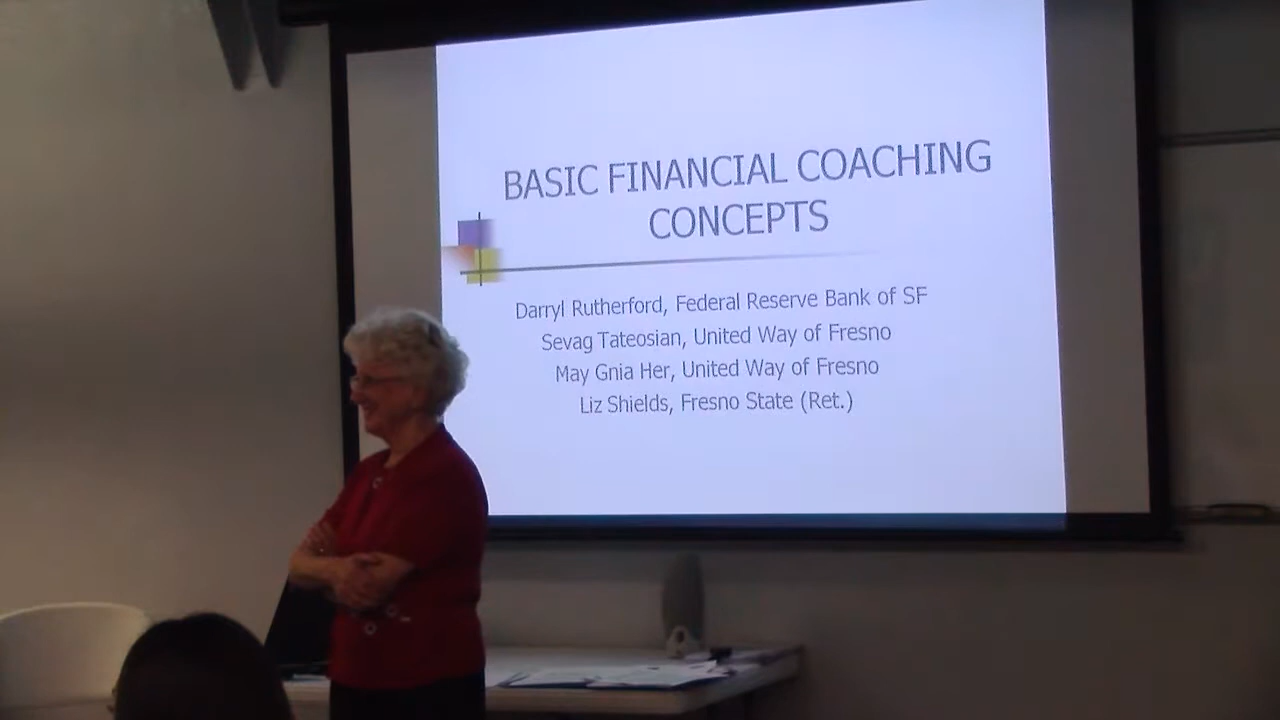 BASIC FINANCIAL COACHING
CONCEPTS
Darryl Rutherford, Federal Reserve Bank of SF
Sevag Tateosian, United Way of Fresno
May Gnia Her, United Way of Fresno
Liz Shields, Fresno State (Ret.)